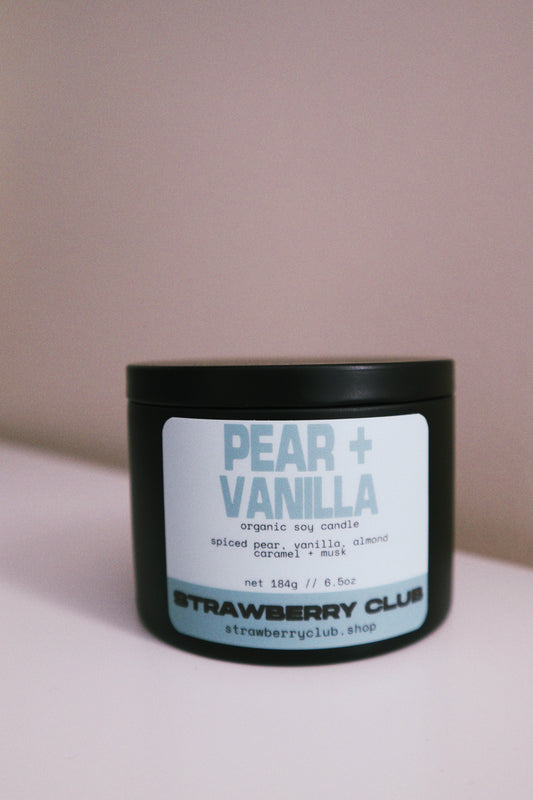 PEAR +
VANILLA
organic soy candle
spiced pear, vanilla, almond
caramel + musk
net 184g // 6.5oz
STRAWBERRY CLUB
strawberryclub.shop